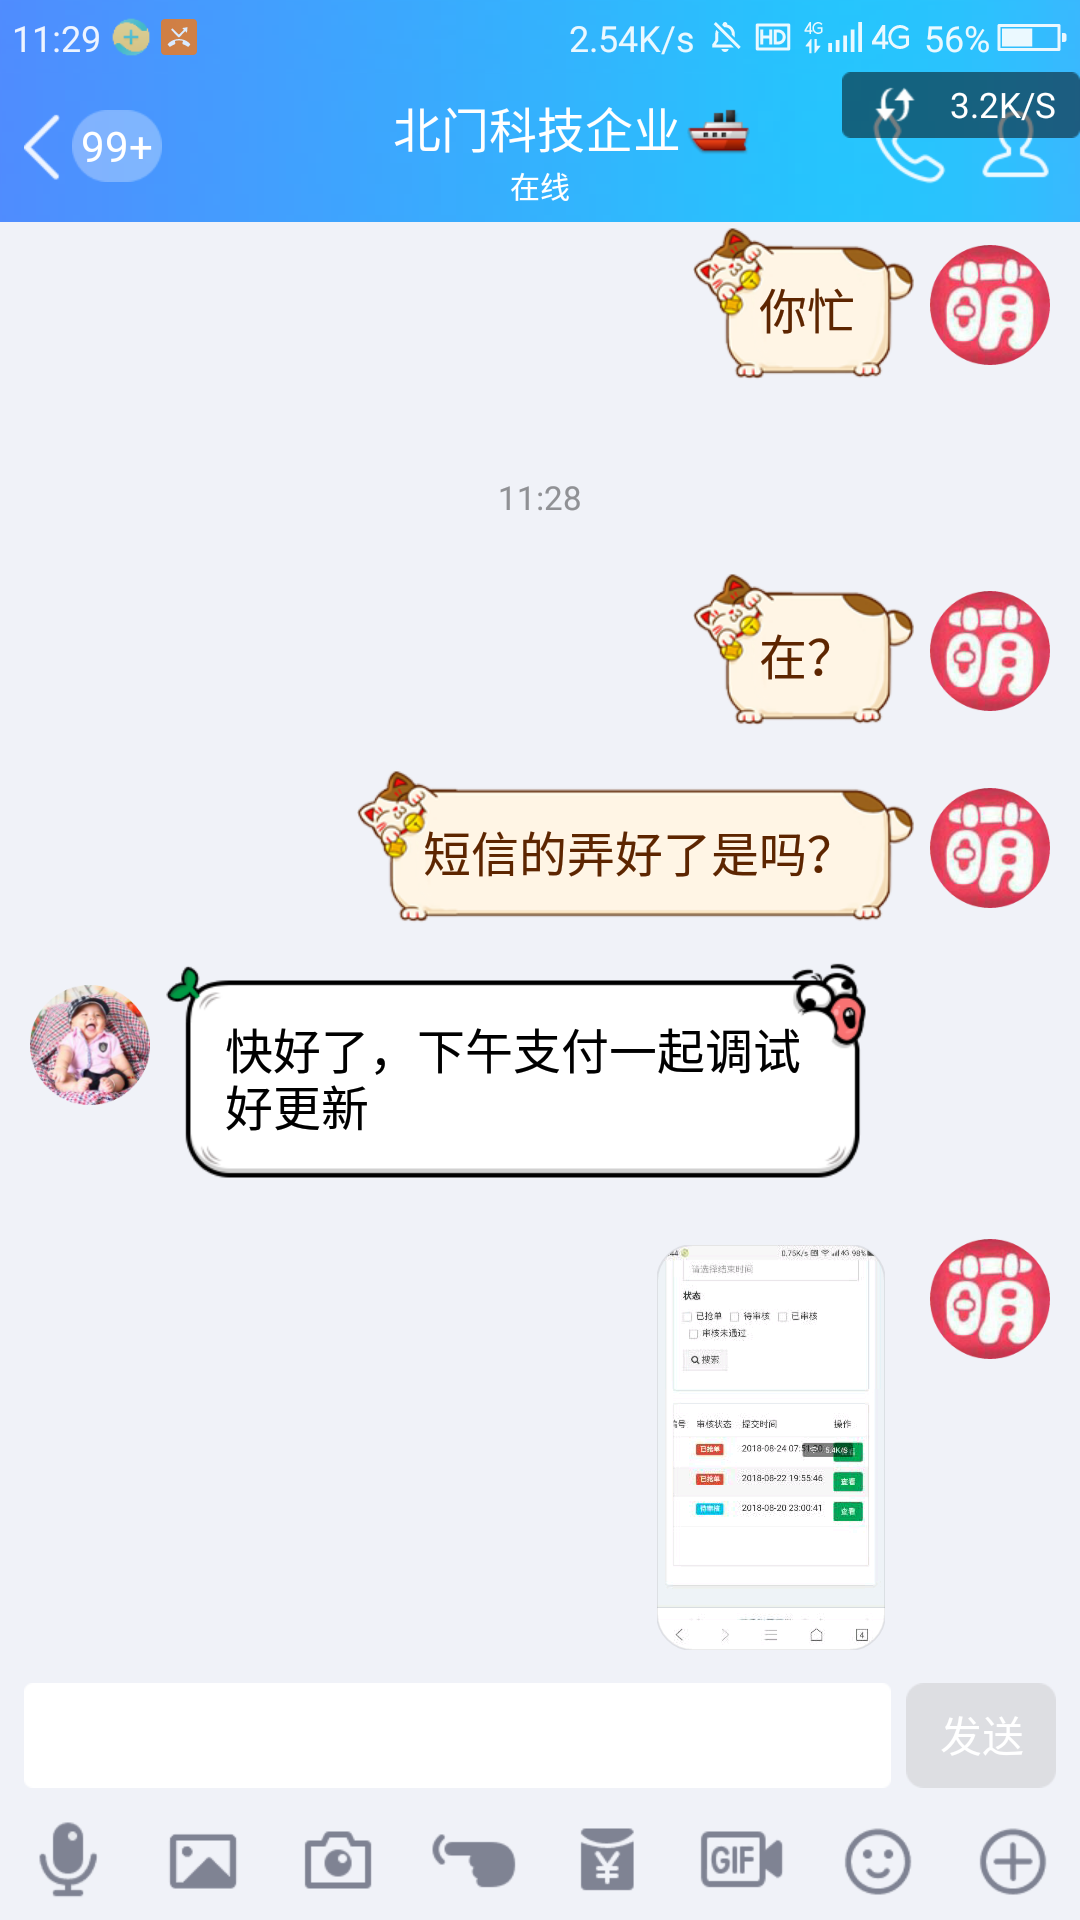 11:29 2.54K/s HD 4G 4G 56%
3.2K/S
99+ 北门科技企业
在线
你忙
萌
11:28
在？
萌
短信的弄好了是吗？
萌
快好了，下午支付一起调试
好更新
萌
:44 0.75K/s 4G 98%
请选择结束时间
状态
已抢单 待审核 已审核
审核未通过
搜索
信号 审核状态 提交时间 操作
已抢单 2018-08-24 07:51
5.4K/S
已抢单 2018-08-22 19:55:46 查看
待审核 2018-08-20 23:00:41 查看
4
发送
¥ GIF